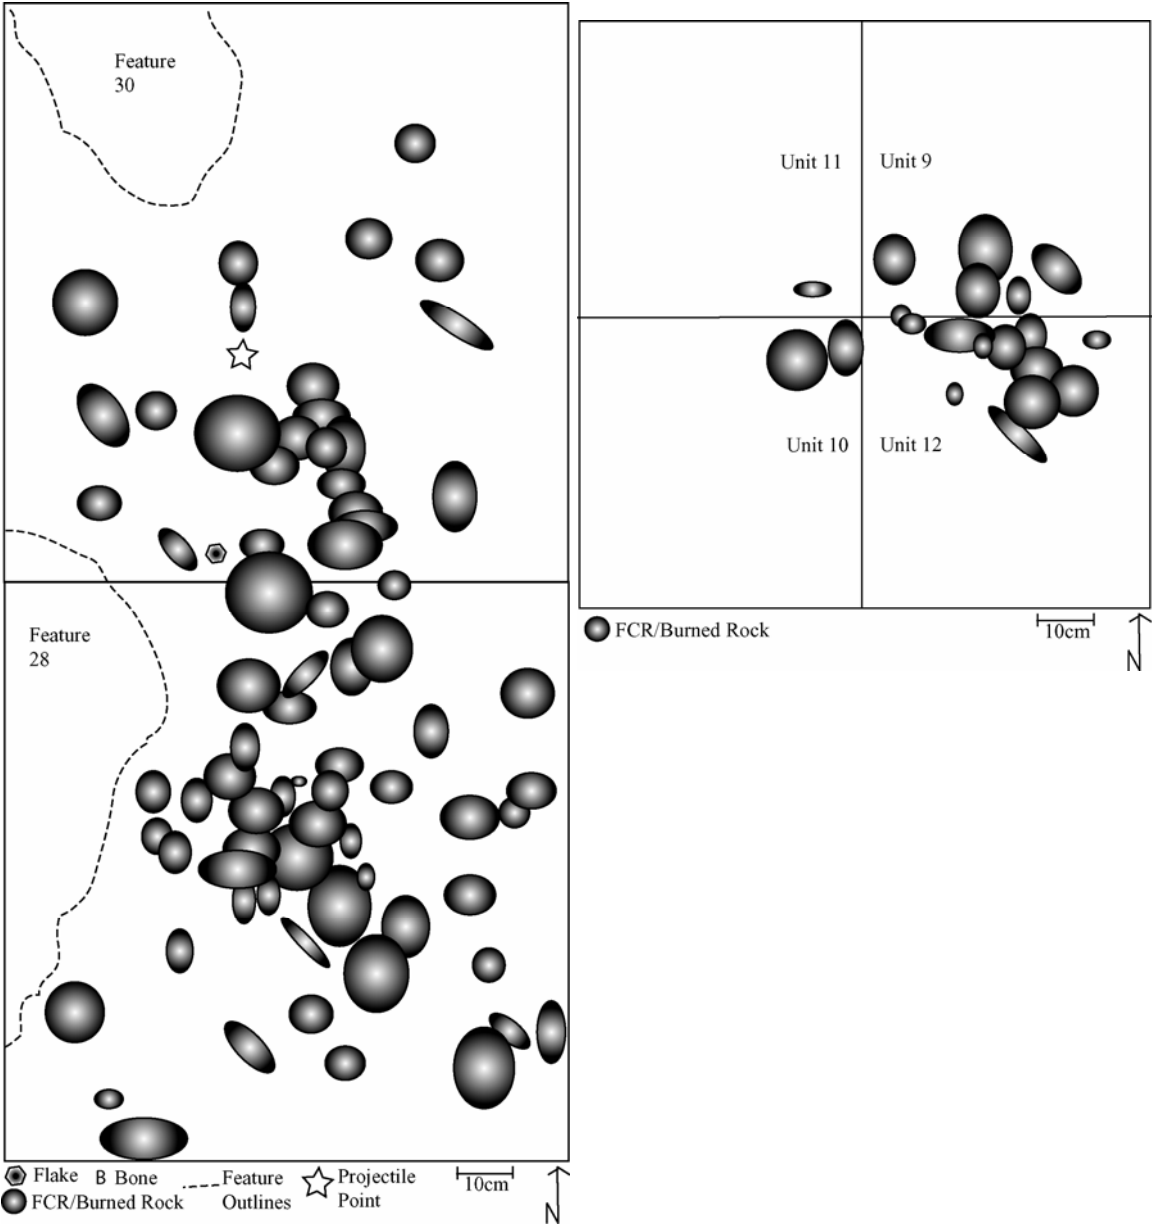 Feature
30
Feature
28
Flake
B Bone
Feature
Outlines
Projectile
Point
FCR/Burned Rock
10cm
N
Unit 11
Unit 9
Unit 10
Unit 12
FCR/Burned Rock
10cm
N